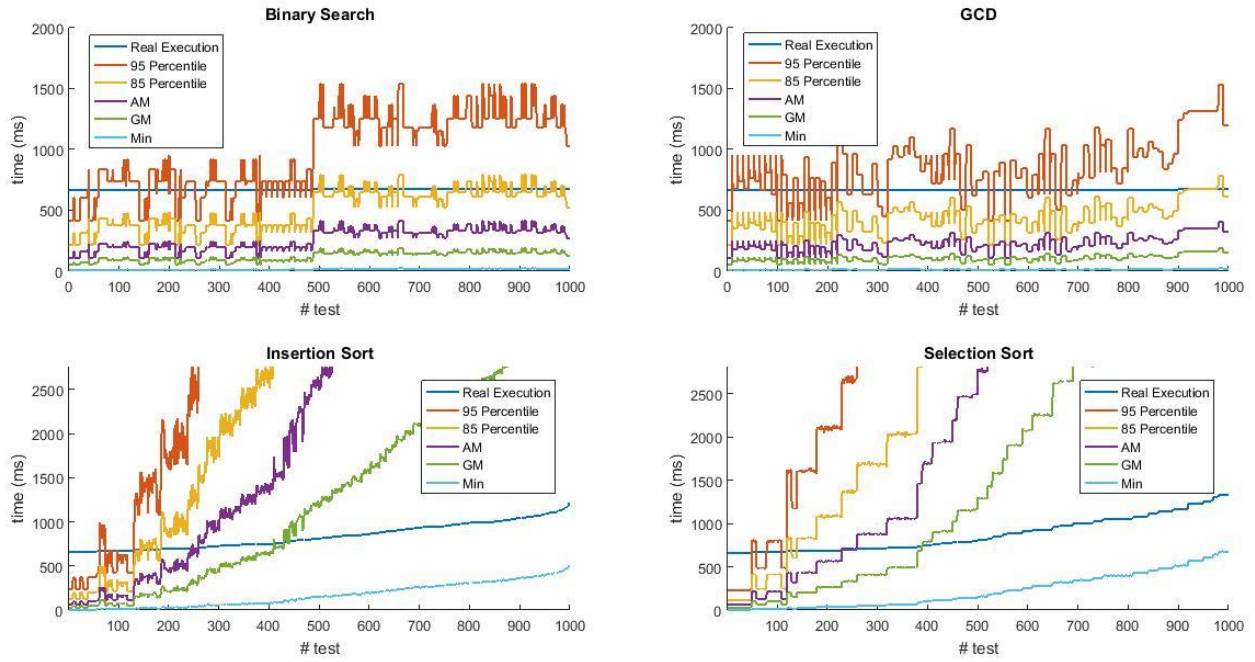 Binary Search
2000
1500
1000
500
0
time (ms)
Real Execution
95 Percentile
85 Percentile
AM
GM
Min
0 100 200 300 400 500 600 700 800 900 1000
# test
GCD
2000
1500
1000
500
0
time (ms)
Real Execution
95 Percentile
85 Percentile
AM
GM
Min
0 100 200 300 400 500 600 700 800 900 1000
# test
Insertion Sort
2500
2000
1500
1000
500
0
time (ms)
Real Execution
95 Percentile
85 Percentile
AM
GM
Min
100 200 300 400 500 600 700 800 900 1000
# test
Selection Sort
2500
2000
1500
1000
500
0
time (ms)
Real Execution
95 Percentile
85 Percentile
AM
GM
Min
100 200 300 400 500 600 700 800 900 1000
# test